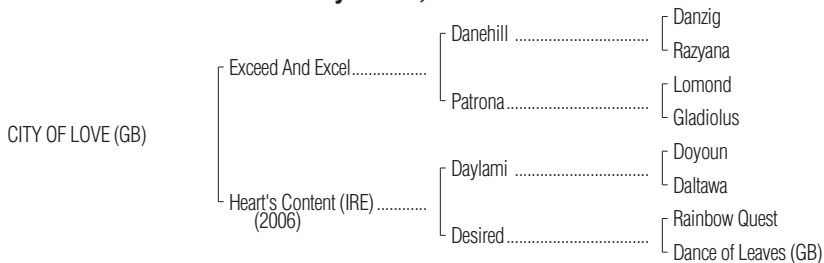 Danzig
Danehill ................................
Razyana
Exceed And Excel..................
Lomond
Patrona..................................
Gladiolus
CITY OF LOVE (GB)
Doyoun
Daylami ................................
Daltawa
Heart's Content (IRE) ............
(2006)
Rainbow Quest
Desired..................................
Dance of Leaves (GB)